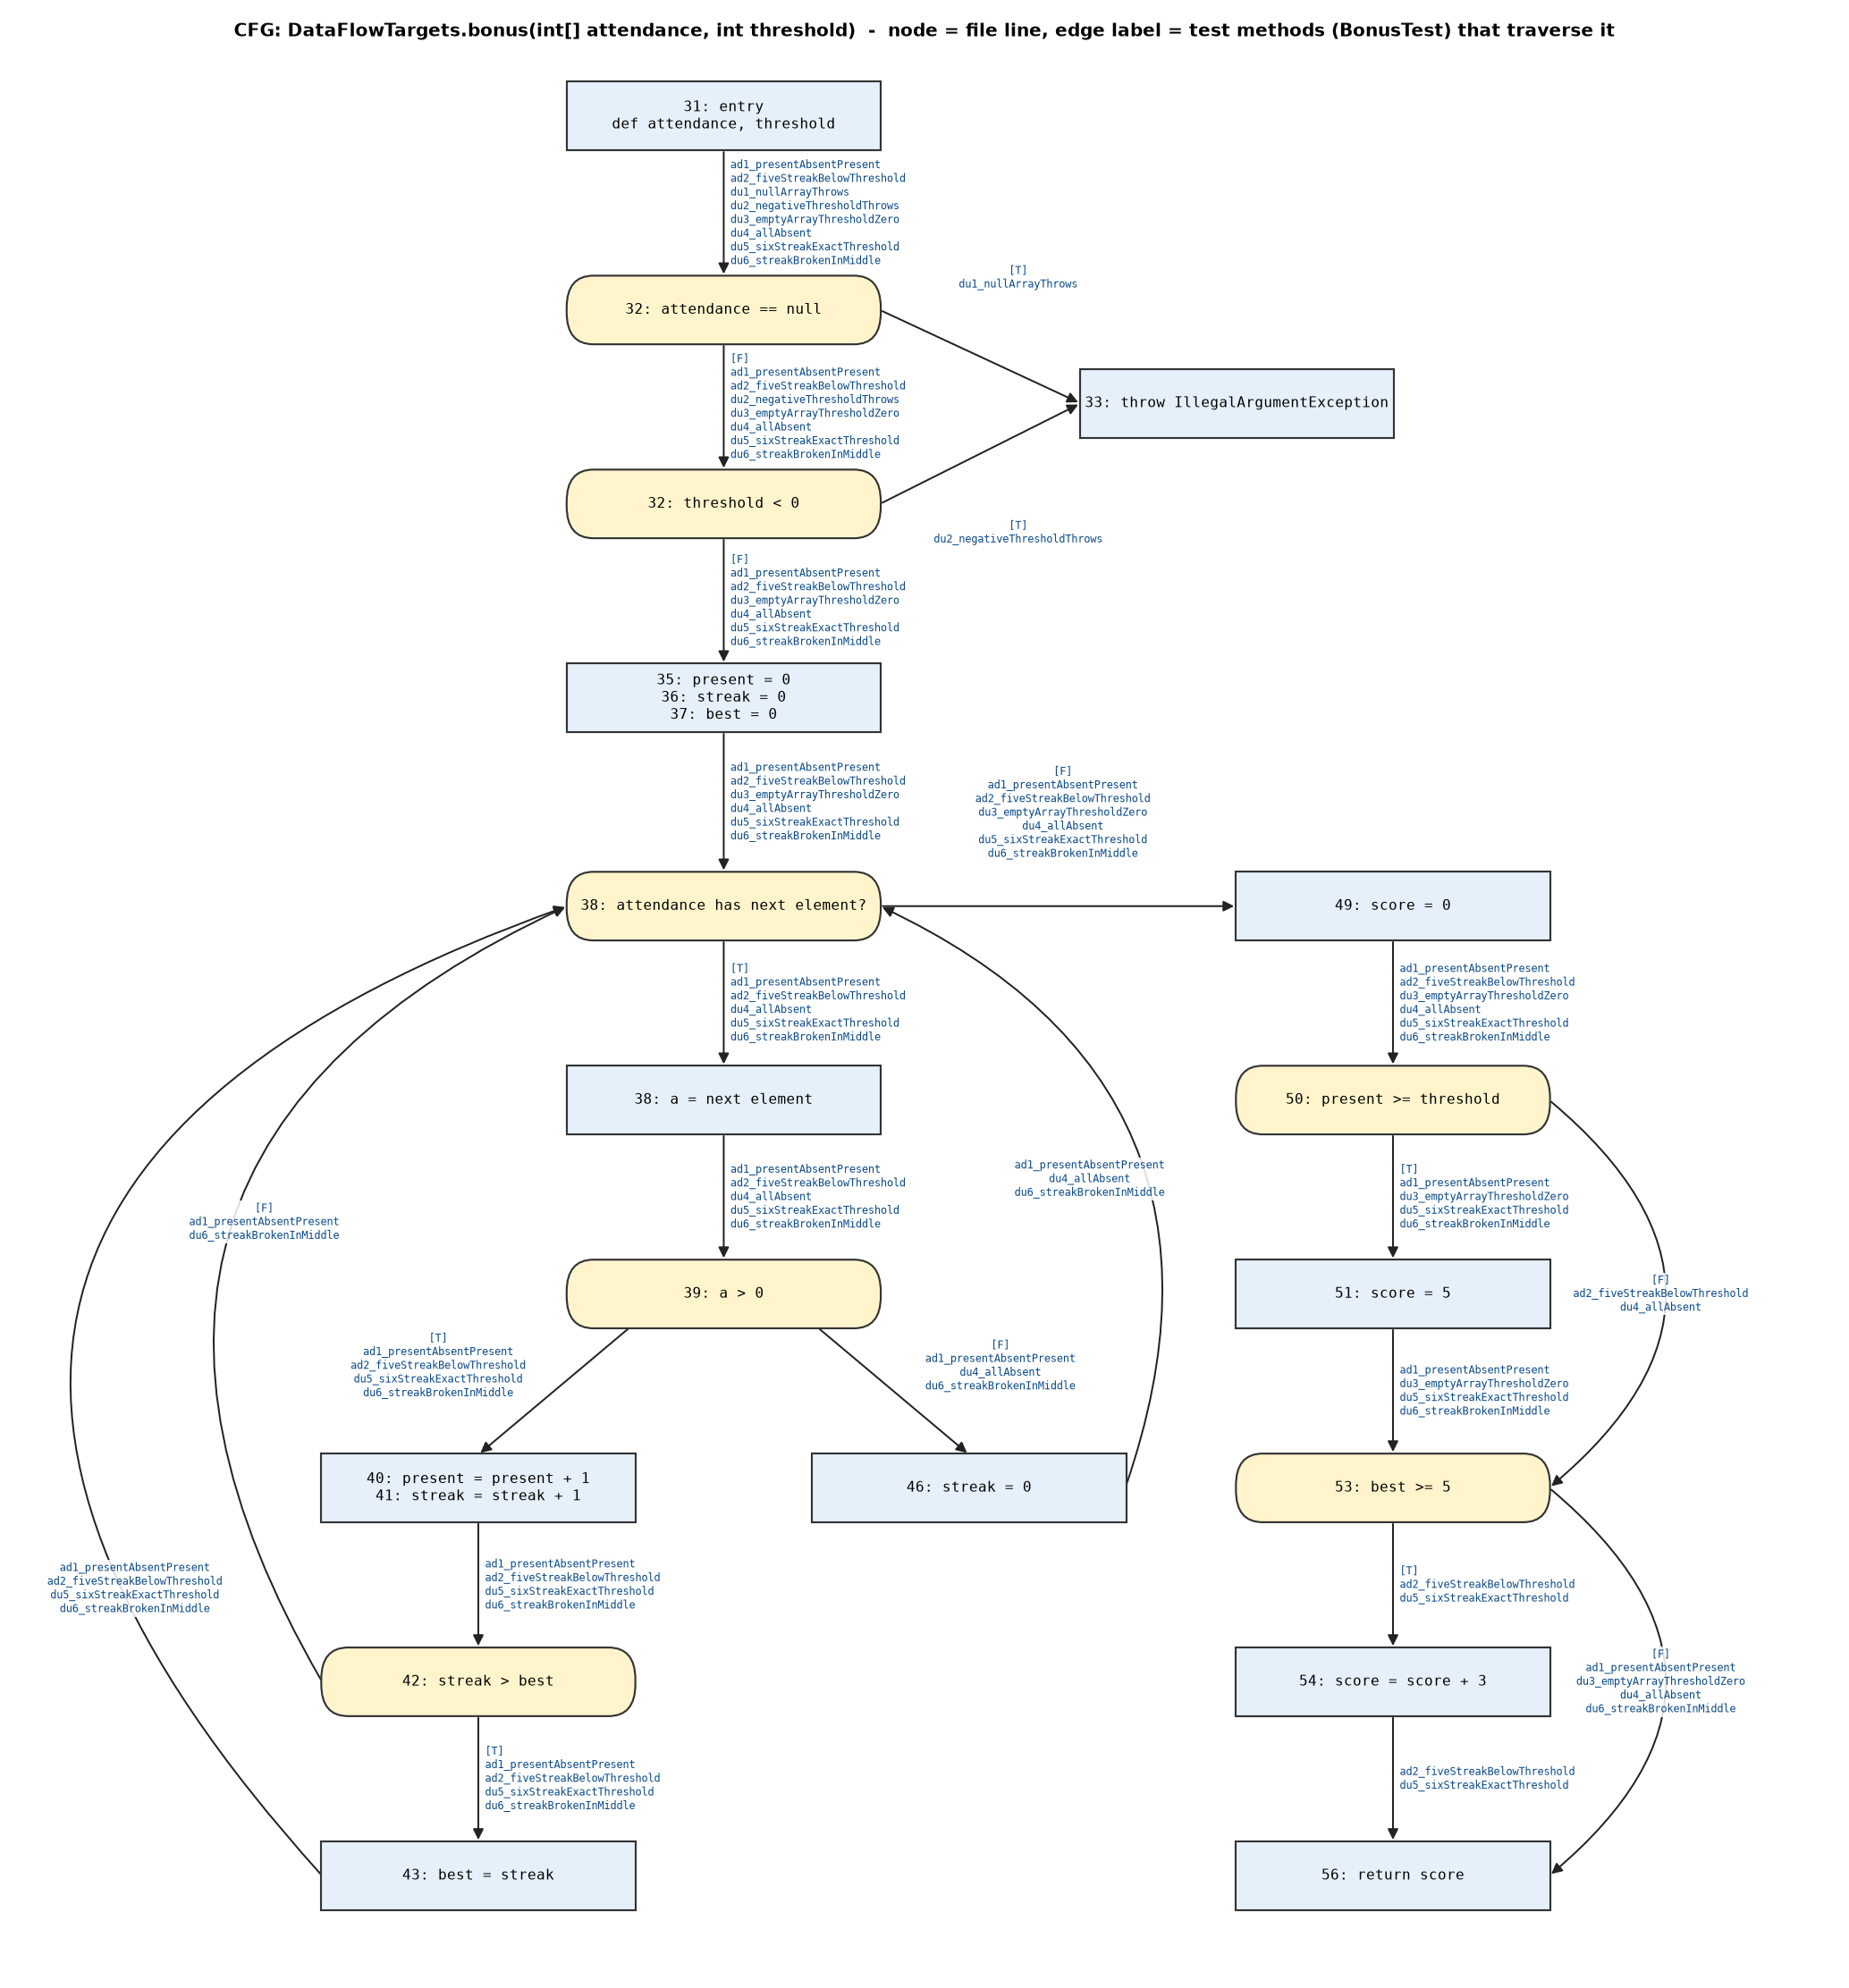 CFG: DataFlowTargets.bonus(int[] attendance, int threshold)  -  node = file line, edge label = test methods (BonusTest) that traverse it
31: entry
def attendance, threshold
ad1_presentAbsentPresent
ad2_fiveStreakBelowThreshold
du1_nullArrayThrows
du2_negativeThresholdThrows
du3_emptyArrayThresholdZero
du4_allAbsent
du5_sixStreakExactThreshold
du6_streakBrokenInMiddle
[T]
du1_nullArrayThrows
32: attendance == null
[F]
ad1_presentAbsentPresent
ad2_fiveStreakBelowThreshold
du2_negativeThresholdThrows
du3_emptyArrayThresholdZero
du4_allAbsent
du5_sixStreakExactThreshold
du6_streakBrokenInMiddle
33: throw IllegalArgumentException
32: threshold < 0
[T]
du2_negativeThresholdThrows
[F]
ad1_presentAbsentPresent
ad2_fiveStreakBelowThreshold
du3_emptyArrayThresholdZero
du4_allAbsent
du5_sixStreakExactThreshold
du6_streakBrokenInMiddle
35: present = 0
36: streak = 0
37: best = 0
ad1_presentAbsentPresent
ad2_fiveStreakBelowThreshold
du3_emptyArrayThresholdZero
du4_allAbsent
du5_sixStreakExactThreshold
du6_streakBrokenInMiddle
[F]
ad1_presentAbsentPresent
ad2_fiveStreakBelowThreshold
du3_emptyArrayThresholdZero
du4_allAbsent
du5_sixStreakExactThreshold
du6_streakBrokenInMiddle
38: attendance has next element?
49: score = 0
[T]
ad1_presentAbsentPresent
ad2_fiveStreakBelowThreshold
du4_allAbsent
du5_sixStreakExactThreshold
du6_streakBrokenInMiddle
ad1_presentAbsentPresent
ad2_fiveStreakBelowThreshold
du3_emptyArrayThresholdZero
du4_allAbsent
du5_sixStreakExactThreshold
du6_streakBrokenInMiddle
38: a = next element
50: present >= threshold
ad1_presentAbsentPresent
ad2_fiveStreakBelowThreshold
du4_allAbsent
du5_sixStreakExactThreshold
du6_streakBrokenInMiddle
ad1_presentAbsentPresent
du4_allAbsent
du6_streakBrokenInMiddle
[T]
ad1_presentAbsentPresent
du3_emptyArrayThresholdZero
du5_sixStreakExactThreshold
du6_streakBrokenInMiddle
[F]
ad1_presentAbsentPresent
du6_streakBrokenInMiddle
39: a > 0
51: score = 5
[F]
ad2_fiveStreakBelowThreshold
du4_allAbsent
[T]
ad1_presentAbsentPresent
ad2_fiveStreakBelowThreshold
du5_sixStreakExactThreshold
du6_streakBrokenInMiddle
[F]
ad1_presentAbsentPresent
du4_allAbsent
du6_streakBrokenInMiddle
ad1_presentAbsentPresent
du3_emptyArrayThresholdZero
du5_sixStreakExactThreshold
du6_streakBrokenInMiddle
40: present = present + 1
41: streak = streak + 1
46: streak = 0
53: best >= 5
ad1_presentAbsentPresent
ad2_fiveStreakBelowThreshold
du5_sixStreakExactThreshold
du6_streakBrokenInMiddle
ad1_presentAbsentPresent
ad2_fiveStreakBelowThreshold
du5_sixStreakExactThreshold
du6_streakBrokenInMiddle
[T]
ad2_fiveStreakBelowThreshold
du5_sixStreakExactThreshold
42: streak > best
54: score = score + 3
[F]
ad1_presentAbsentPresent
du3_emptyArrayThresholdZero
du4_allAbsent
du6_streakBrokenInMiddle
[T]
ad1_presentAbsentPresent
ad2_fiveStreakBelowThreshold
du5_sixStreakExactThreshold
du6_streakBrokenInMiddle
ad2_fiveStreakBelowThreshold
du5_sixStreakExactThreshold
43: best = streak
56: return score